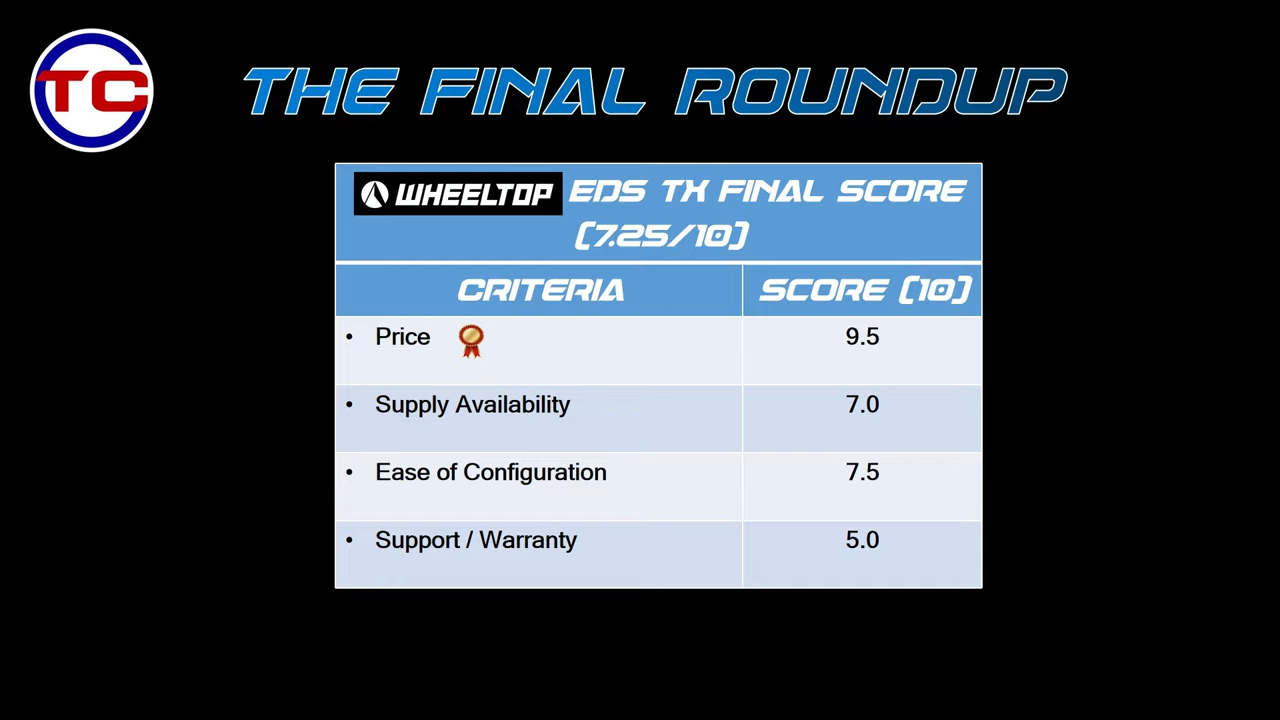 TC
THE FINAL ROUNDUP
WHEELTOP EDS TX FINAL SCORE
(7.25/10)
CRITERIA SCORE (10)
• Price 9.5
• Supply Availability 7.0
• Ease of Configuration 7.5
• Support / Warranty 5.0